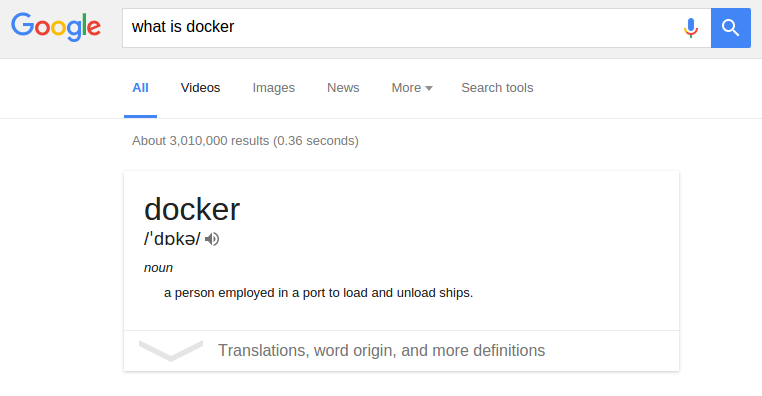 Google what is docker
All Videos Images News More Search tools
About 3,010,000 results (0.36 seconds)
docker
/ˈdɒkə/
noun
a person employed in a port to load and unload ships.
Translations, word origin, and more definitions